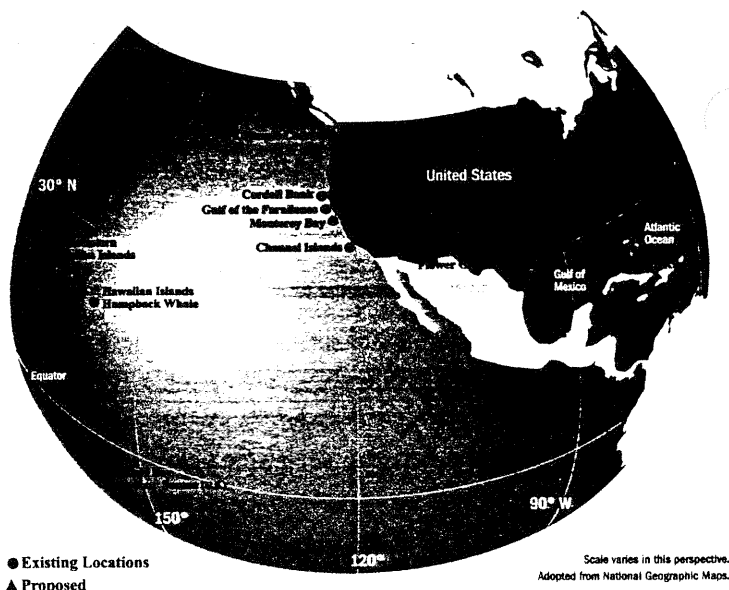 30° N
United States
Cordell Bank
Gulf of the Farallones
Monterey Bay
Channel Islands
Atlantic
Ocean
Islands
Gulf of
Mexico
Hawaiian Islands
Humpback Whale
Equator
150°
120°
90° W
Existing Locations
Proposed
Scale varies in this perspective.
Adopted from National Geographic Maps.